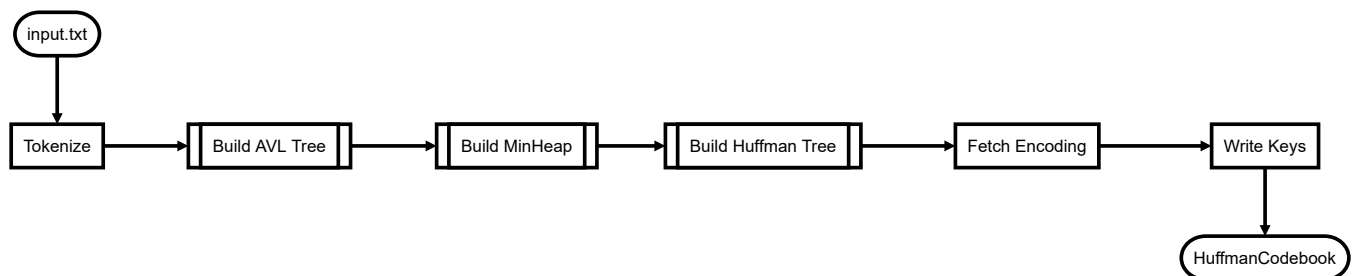 input.txt
Tokenize
Build AVL Tree
Build MinHeap
Build Huffman Tree
Fetch Encoding
Write Keys
HuffmanCodebook